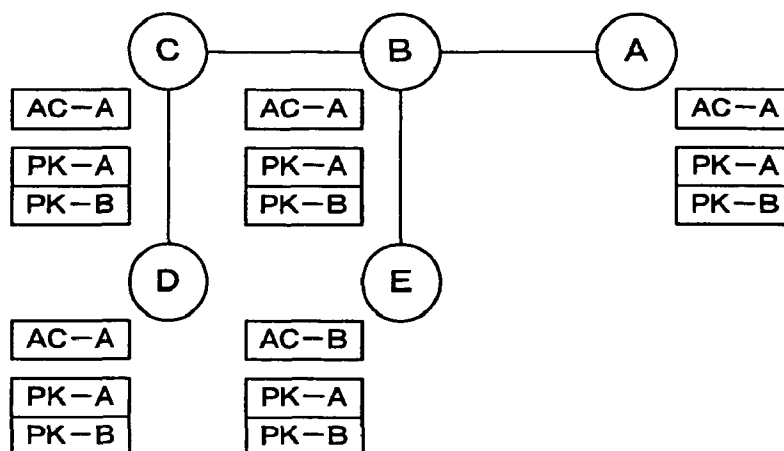 C B A
AC-A AC-A AC-A
PK-A PK-A PK-A
PK-B PK-B PK-B
D E
AC-A AC-B
PK-A PK-A
PK-B PK-B